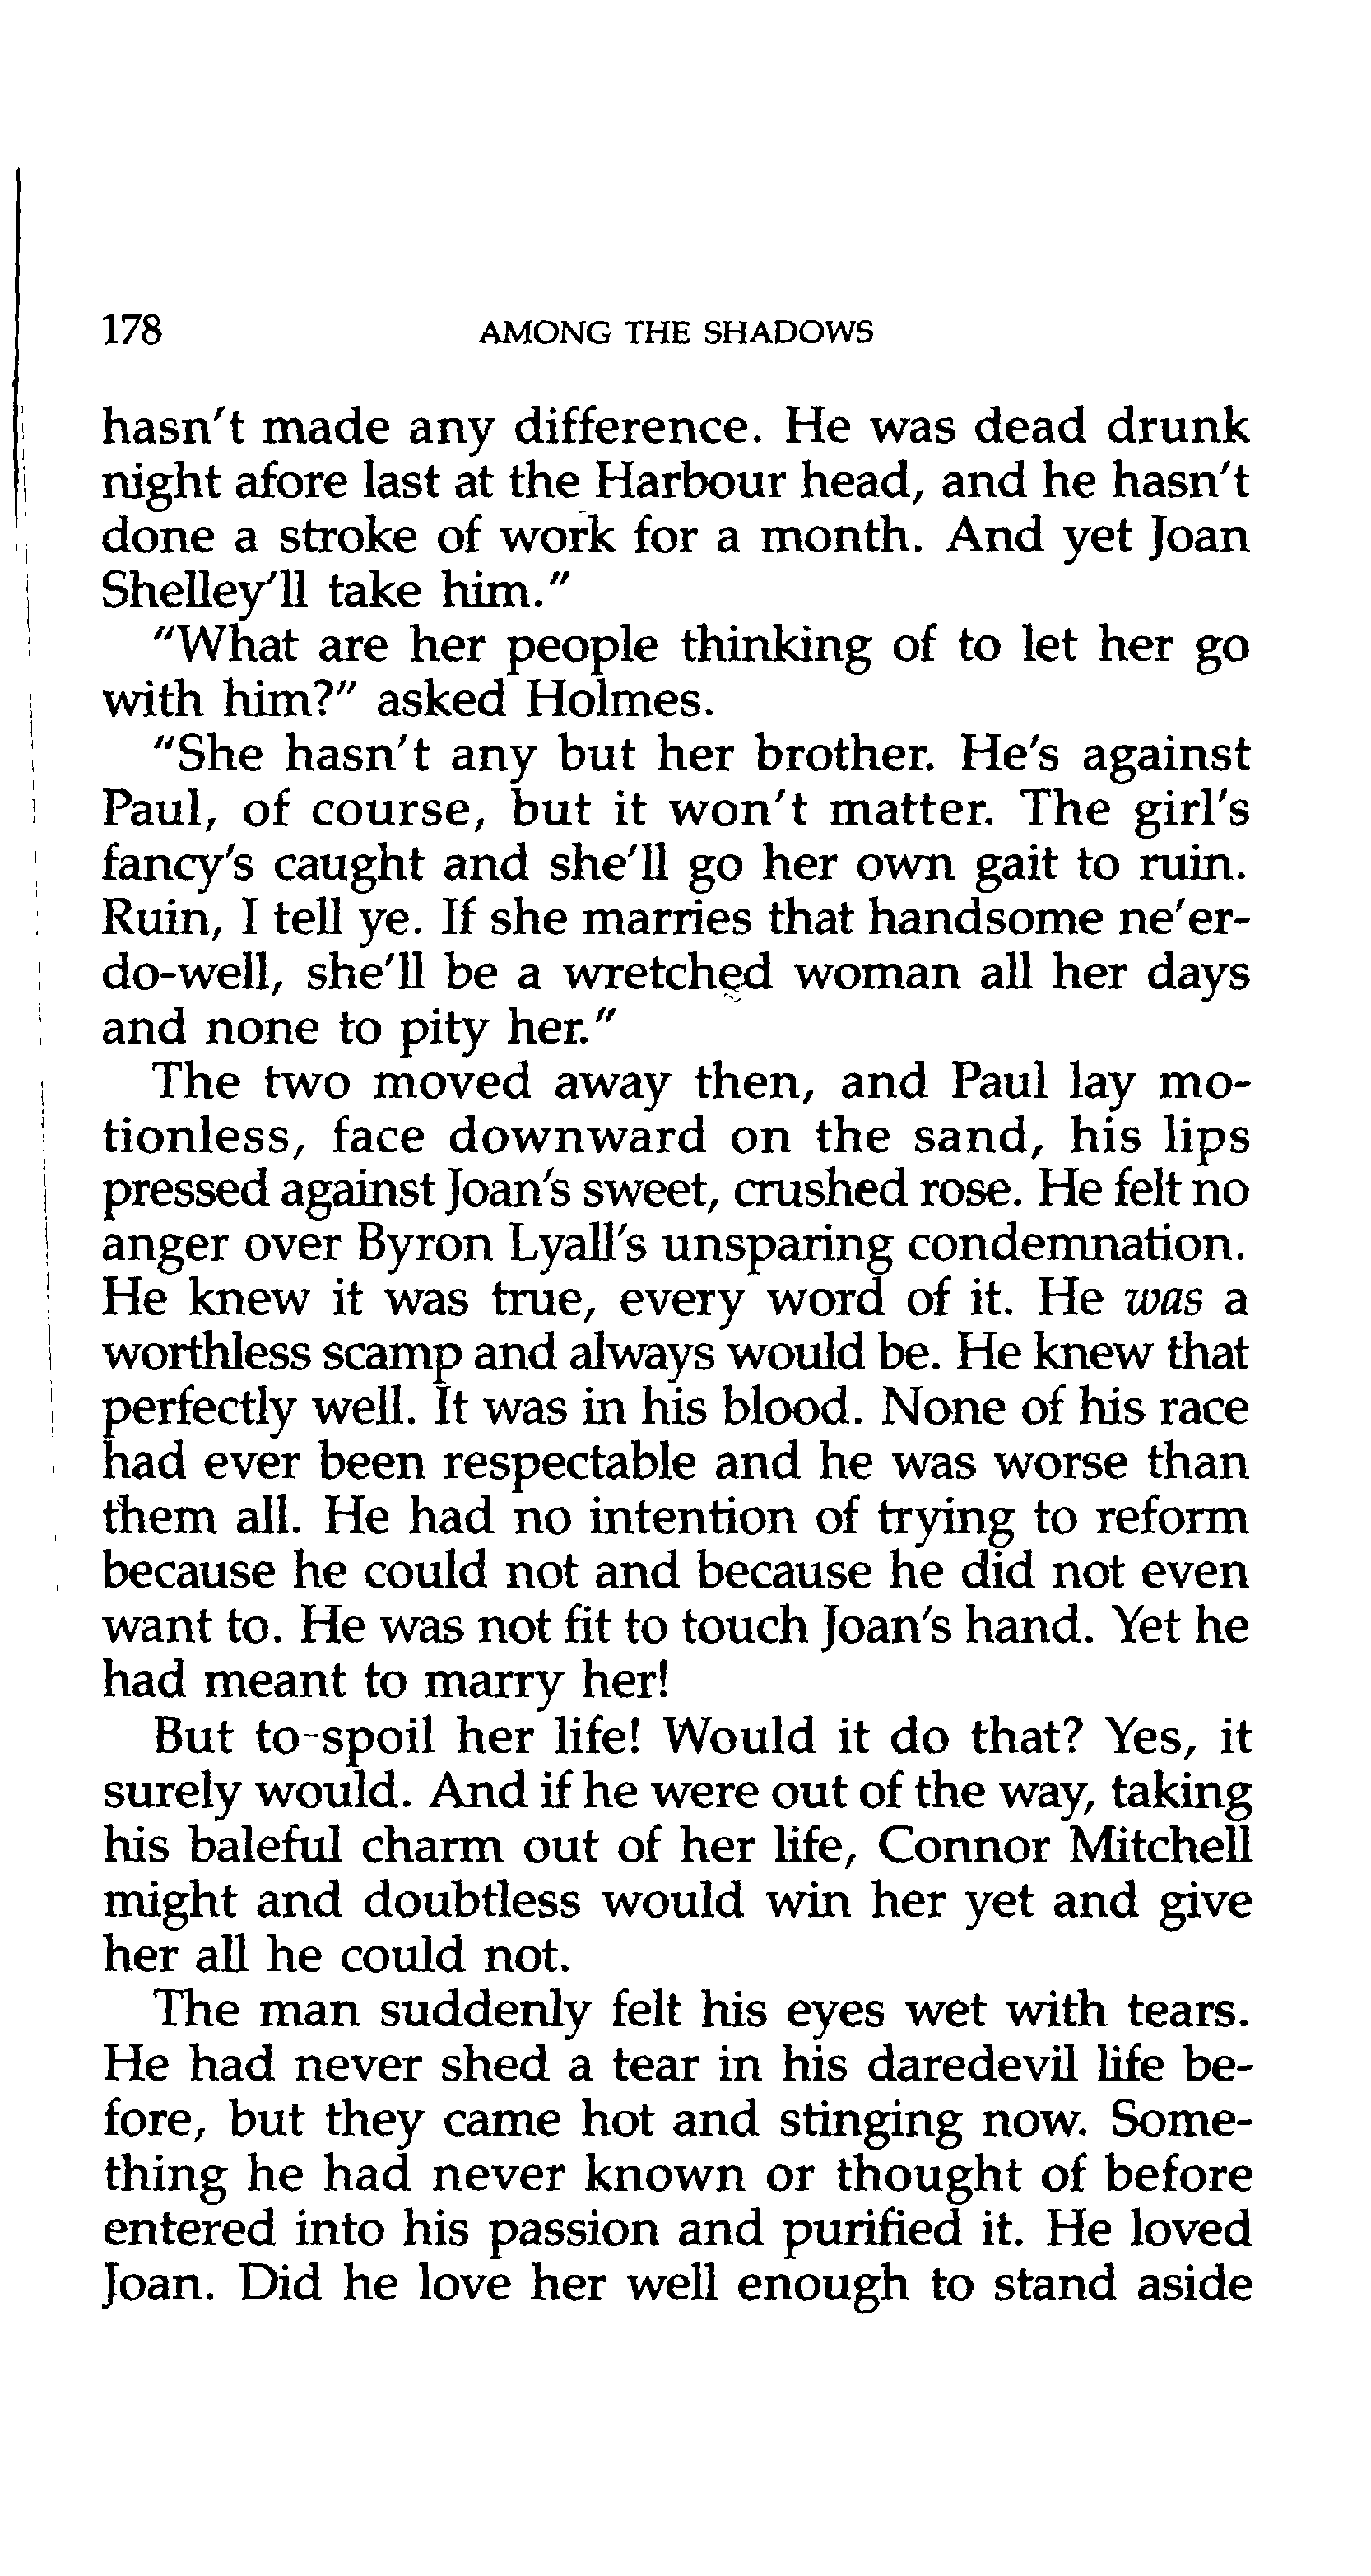 178 AMONG THE SHADOWS
hasn't made any difference. He was dead drunk
night afore last at the Harbour head, and he hasn't
done a stroke of work for a month. And yet Joan
Shelley'll take him."
"What are her people thinking of to let her go
with him?" asked Holmes.
"She hasn't any but her brother. He's against
Paul, of course, but it won't matter. The girl's
fancy's caught and she'll go her own gait to ruin.
Ruin, I tell ye. If she marries that handsome ne'er-
do-well, she'll be a wretched woman all her days
and none to pity her."
The two moved away then, and Paul lay mo-
tionless, face downward on the sand, his lips
pressed against Joan's sweet, crushed rose. He felt no
anger over Byron Lyall's unsparing condemnation.
He knew it was true, every word of it. He was a
worthless scamp and always would be. He knew that
perfectly well. It was in his blood. None of his race
had ever been respectable and he was worse than
them all. He had no intention of trying to reform
because he could not and because he did not even
want to. He was not fit to touch Joan's hand. Yet he
had meant to marry her!
But to-spoil her life! Would it do that? Yes, it
surely would. And if he were out of the way, taking
his baleful charm out of her life, Connor Mitchell
might and doubtless would win her yet and give
her all he could not.
The man suddenly felt his eyes wet with tears.
He had never shed a tear in his daredevil life be-
fore, but they came hot and stinging now. Some-
thing he had never known or thought of before
entered into his passion and purified it. He loved
Joan. Did he love her well enough to stand aside